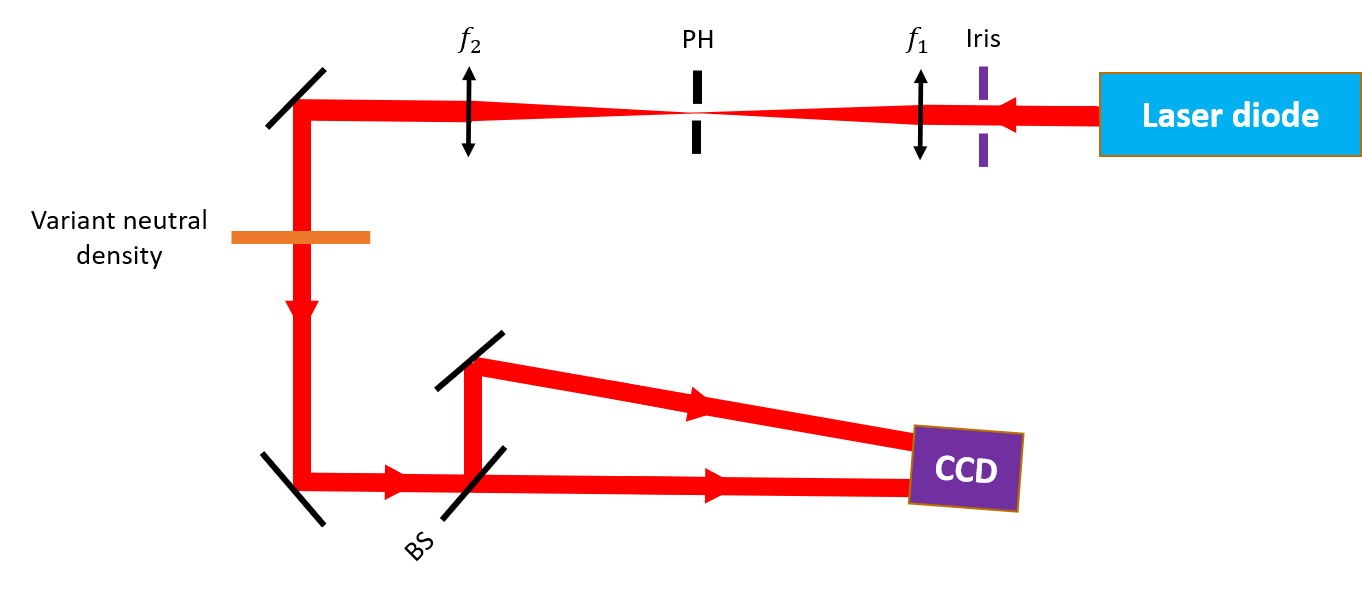 f₂
PH
f₁
Iris
Laser diode
Variant neutral
density
CCD
BS